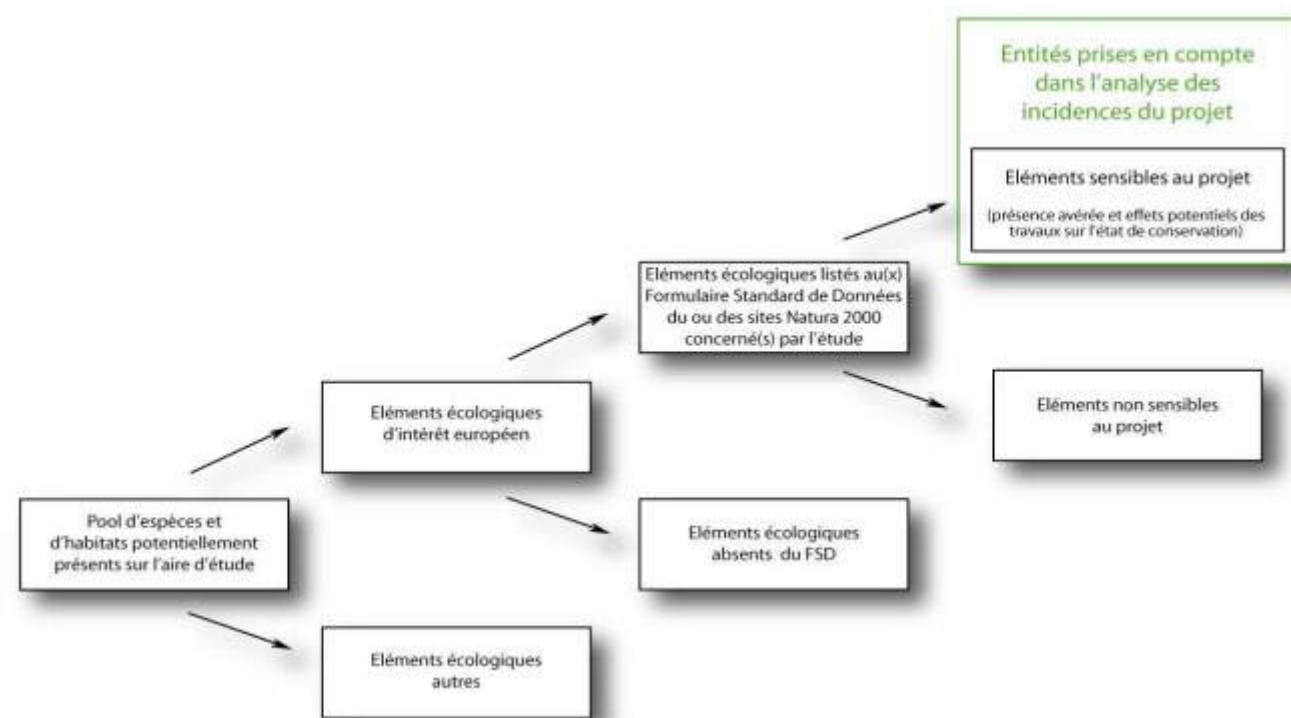 Entités prises en compte
dans l'analyse des
incidences du projet
Eléments sensibles au projet
(présence avérée et effets potentiels des
travaux sur l'état de conservation)
Eléments écologiques listés au(x)
Formulaire Standard de Données
du ou des sites Natura 2000
concerné(s) par l'étude
Eléments non sensibles
au projet
Eléments écologiques
d'intérêt européen
Eléments écologiques
absents du FSD
Pool d'espèces et
d'habitats potentiellement
présents sur l'aire d'étude
Eléments écologiques
autres